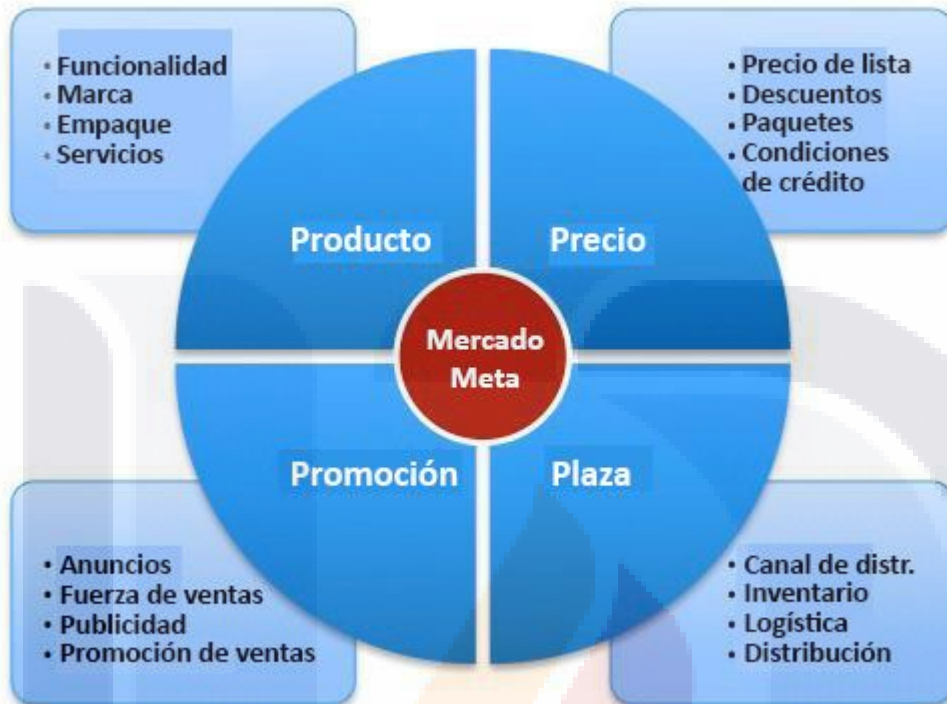 • Funcionalidad
• Marca
• Empaque
• Servicios
• Precio de lista
• Descuentos
• Paquetes
• Condiciones
de crédito
Producto
Precio
Mercado
Meta
Promoción
Plaza
• Anuncios
• Fuerza de ventas
• Publicidad
• Promoción de ventas
• Canal de distr.
• Inventario
• Logística
• Distribución